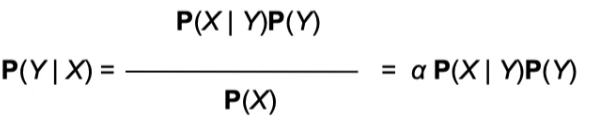 P(X | Y)P(Y)
P(Y | X) = = α P(X | Y)P(Y)
P(X)